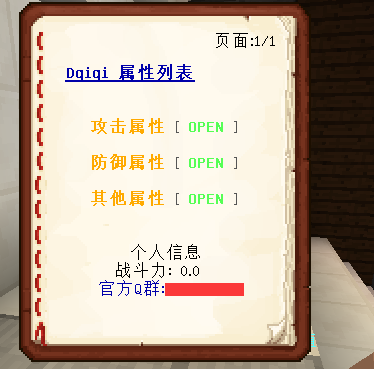 页面:1/1
Dqiqi 属性列表
攻击属性 [ OPEN ]
防御属性 [ OPEN ]
其他属性 [ OPEN ]
个人信息
战斗力: 0.0
官方Q群: